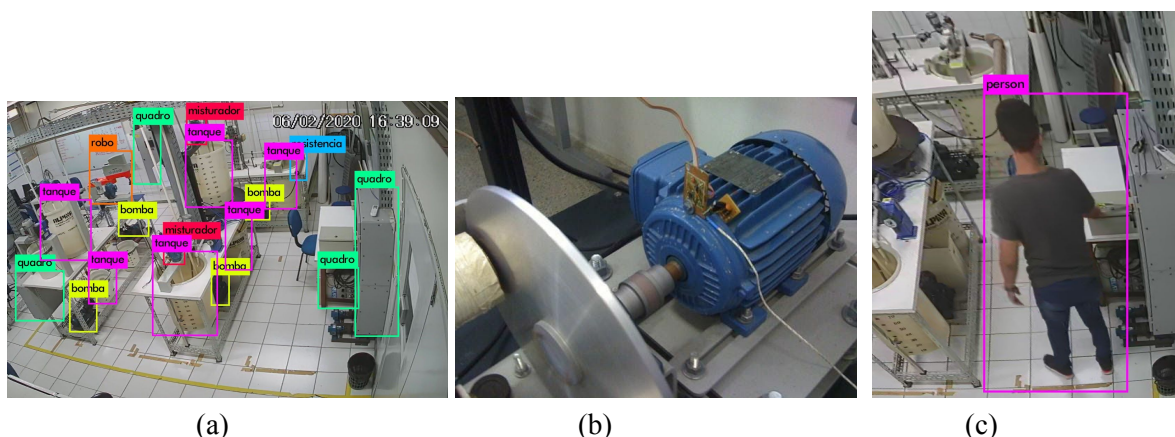 person
misturador
quadro
06/02/2020 16:39:09
tanque
robo
tanque
esistencia
quadro
tanque
bomba
bomba
tanque
misturador
tanque
quadro
tanque
bomba
quadro
bomba
(a)
(b)
(c)